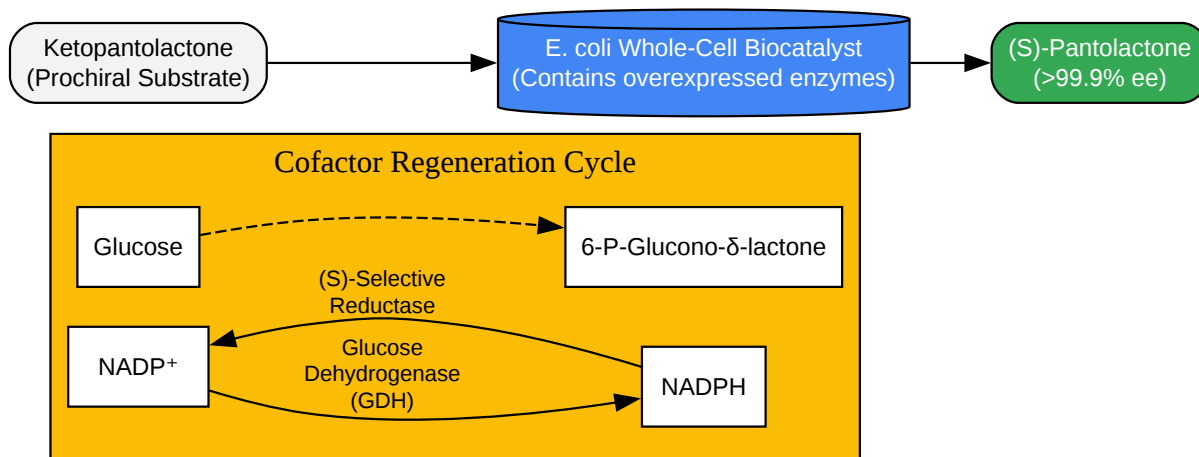 Ketopantolactone
(Prochiral Substrate)
E. coli Whole-Cell Biocatalyst
(Contains overexpressed enzymes)
(S)-Pantolactone
(>99.9% ee)
Cofactor Regeneration Cycle
Glucose
6-P-Glucono-δ-lactone
(S)-Selective
Reductase
NADP⁺
Glucose
Dehydrogenase
(GDH)
NADPH